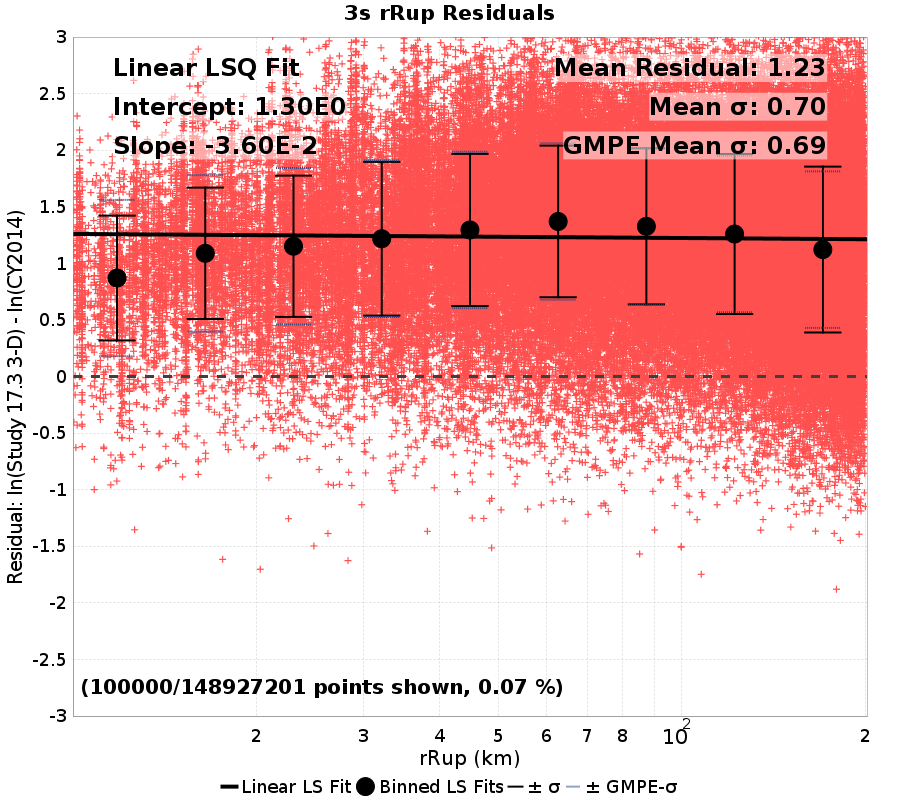 3s rRup Residuals
Linear LSQ Fit
Intercept: 1.30E0
Slope: -3.60E-2
Mean Residual: 1.23
Mean σ: 0.70
GMPE Mean σ: 0.69
Residual: ln(Study 17.3 3-D) - ln(CY2014)
3
2.5
2
1.5
1
0.5
0
-0.5
-1
-1.5
-2
-2.5
-3
(100000/148927201 points shown, 0.07 %)
2 3 4 5 6 7 8 10² 2
rRup (km)
Linear LS Fit Binned LS Fits ± σ ± GMPE-σ